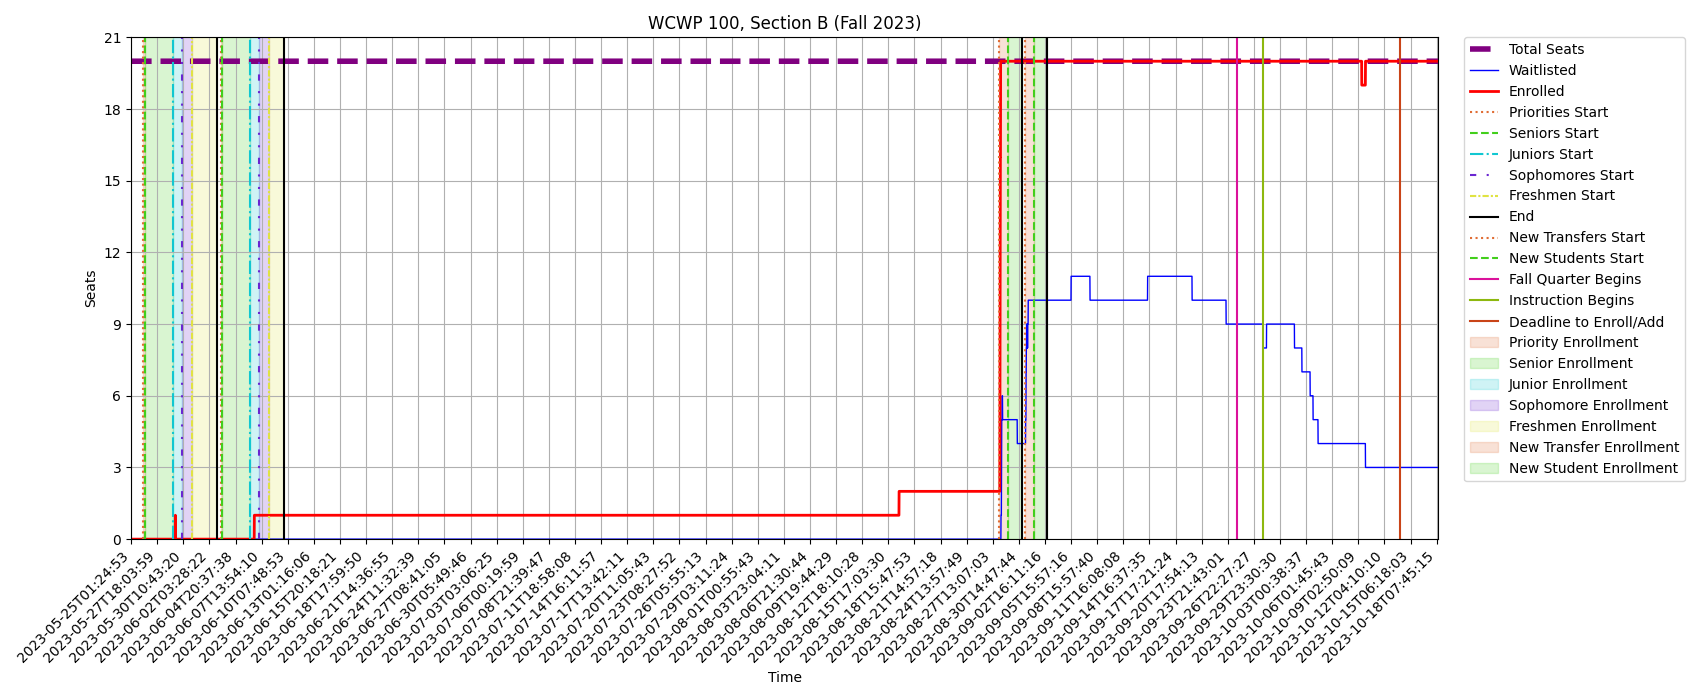 WCWP 100, Section B (Fall 2023)
21
18
15
12
9
6
3
0
Seats
2023-05-25T01:24:53
2023-05-27T18:03:59
2023-05-30T10:43:20
2023-06-02T03:28:22
2023-06-04T20:37:38
2023-06-07T13:54:10
2023-06-10T07:48:53
2023-06-13T01:16:06
2023-06-15T20:18:21
2023-06-18T17:59:50
2023-06-21T14:36:55
2023-06-24T11:32:39
2023-06-27T08:41:05
2023-06-30T05:49:46
2023-07-03T03:06:25
2023-07-06T00:19:59
2023-07-08T21:39:47
2023-07-11T18:58:08
2023-07-14T16:11:57
2023-07-17T13:42:11
2023-07-20T11:05:43
2023-07-23T08:27:52
2023-07-26T05:55:13
2023-07-29T03:11:24
2023-08-01T00:55:43
2023-08-03T23:04:11
2023-08-06T21:30:44
2023-08-09T19:44:29
2023-08-12T18:10:28
2023-08-15T17:03:30
2023-08-18T15:47:53
2023-08-21T14:57:18
2023-08-24T13:57:49
2023-08-27T13:07:03
2023-08-30T14:47:44
2023-09-02T16:11:16
2023-09-05T15:57:16
2023-09-08T15:57:40
2023-09-11T16:08:08
2023-09-14T16:37:35
2023-09-17T17:21:24
2023-09-20T17:54:13
2023-09-23T21:43:01
2023-09-26T22:27:27
2023-09-29T23:30:30
2023-10-03T00:38:37
2023-10-06T01:45:43
2023-10-09T02:50:09
2023-10-12T04:10:16
2023-10-15T06:18:03
2023-10-18T07:45:15
Time
Total Seats
Waitlisted
Enrolled
Priorities Start
Seniors Start
Juniors Start
Sophomores Start
Freshmen Start
End
New Transfers Start
New Students Start
Fall Quarter Begins
Instruction Begins
Deadline to Enroll/Add
Priority Enrollment
Senior Enrollment
Junior Enrollment
Sophomore Enrollment
Freshmen Enrollment
New Transfer Enrollment
New Student Enrollment